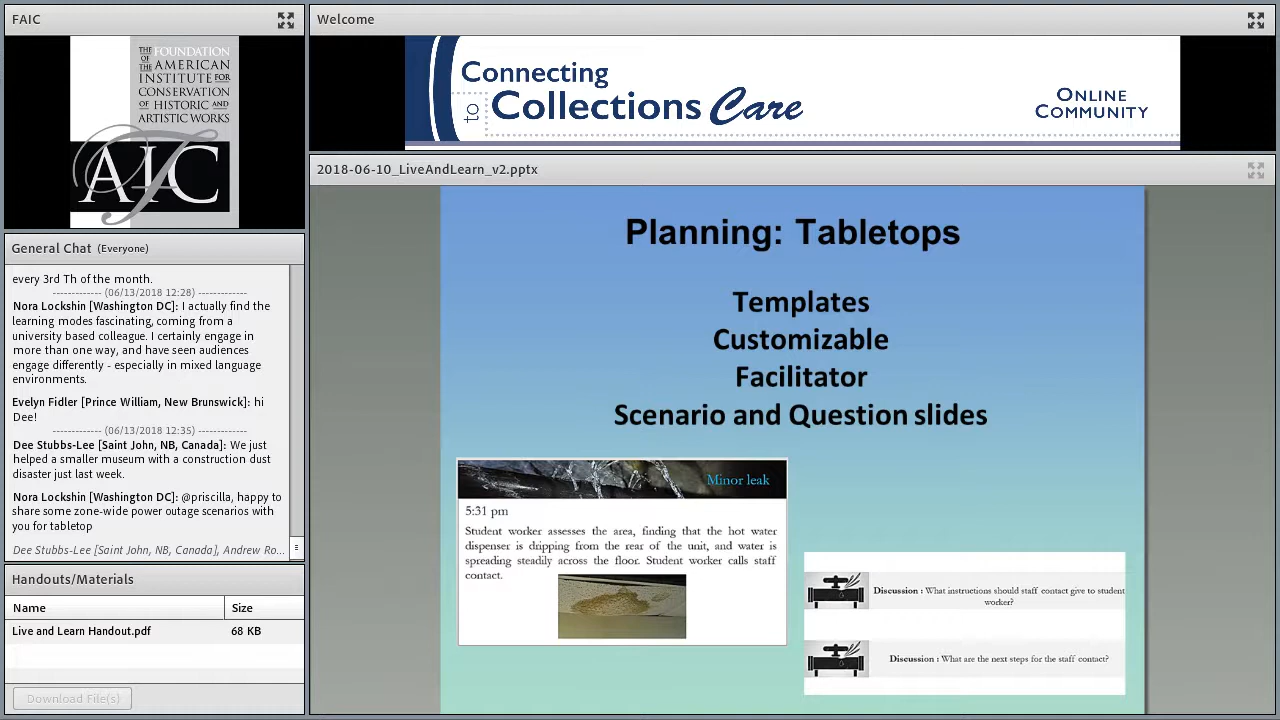 FAIC
THE FOUNDATION
OF THE AMERICAN
INSTITUTE FOR
CONSERVATION
OF HISTORIC AND
ARTISTIC WORKS
AIC
General Chat (Everyone)
every 3rd Th of the month.
------------- (06/13/2018 12:28) -------------
Nora Lockshin [Washington DC]: I actually find the
learning modes fascinating, coming from a
university based colleague. I certainly engage in
more than one way, and have seen audiences
engage differently - especially in mixed language
environments.
Evelyn Fidler [Prince William, New Brunswick]: hi
Dee!
------------- (06/13/2018 12:35) -------------
Dee Stubbs-Lee [Saint John, NB, Canada]: We just
helped a smaller museum with a construction dust
disaster just last week.
Nora Lockshin [Washington DC]: @priscilla, happy to
share some zone-wide power outage scenarios with
you for tabletop
Dee Stubbs-Lee [Saint John, NB, Canada], Andrew Ro...
Handouts/Materials
Name Size
Live and Learn Handout.pdf 68 KB
Download File(s)
Welcome
Connecting
to Collections Care
ONLINE
COMMUNITY
2018-06-10_LiveAndLearn_v2.pptx
Planning: Tabletops
Templates
Customizable
Facilitator
Scenario and Question slides
Minor leak
5:31 pm
Student worker assesses the area, finding that the hot water
dispenser is dripping from the rear of the unit, and water is
spreading steadily across the floor. Student worker calls staff
contact.
Discussion : What instructions should staff contact give to student
worker?
Discussion : What are the next steps for the staff contact?